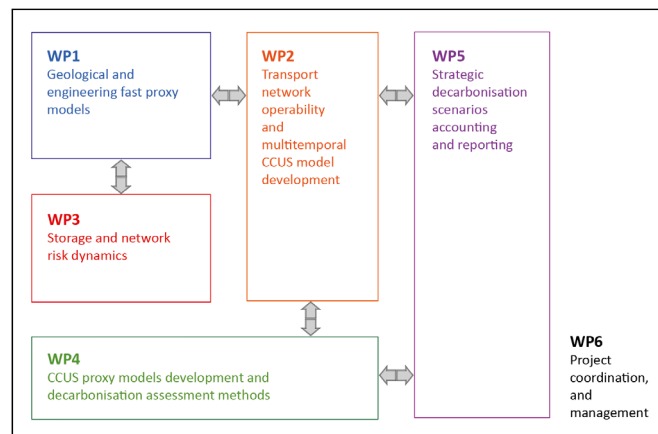 WP1
Geological and
engineering fast proxy
models
WP2
Transport
network
operability
and
multitemporal
CCUS model
development
WP5
Strategic
decarbonisation
scenarios
accounting
and reporting
WP3
Storage and network
risk dynamics
WP4
CCUS proxy models development and
decarbonisation assessment methods
WP6
Project
coordination,
and
management